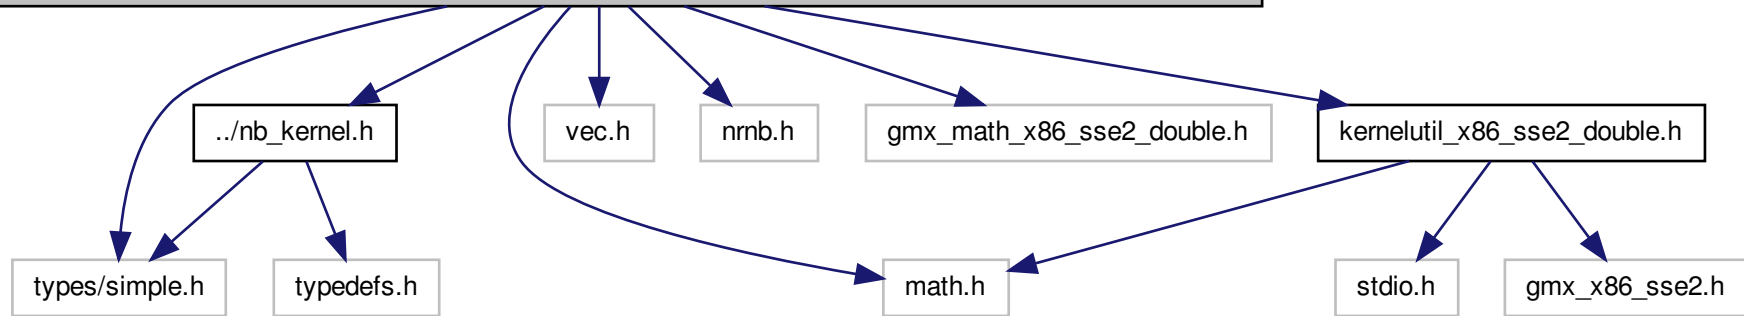 ../nb_kernel.h
vec.h
nrnb.h
gmx_math_x86_sse2_double.h
kernelutil_x86_sse2_double.h
types/simple.h
typedefs.h
math.h
stdio.h
gmx_x86_sse2.h